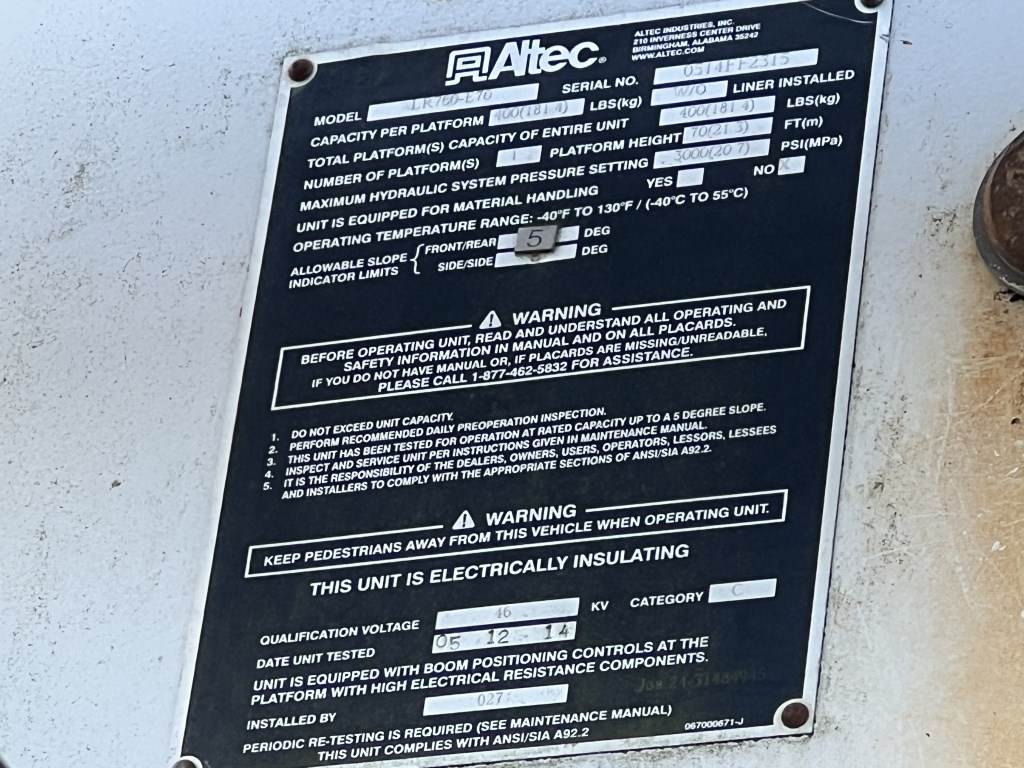 Altec
ALTEC INDUSTRIES, INC.
210 INVERNESS CENTER DRIVE
BIRMINGHAM, ALABAMA 35242
WWW.ALTEC.COM
MODEL LR760-E70 SERIAL NO. 0514FF2315
CAPACITY PER PLATFORM 400(181.4) LBS(kg) W/O LINER INSTALLED
TOTAL PLATFORM(S) CAPACITY OF ENTIRE UNIT 400(181.4) LBS(kg)
NUMBER OF PLATFORM(S) 1 PLATFORM HEIGHT 70(21.3) FT(m)
MAXIMUM HYDRAULIC SYSTEM PRESSURE SETTING 3000(20.7) PSI(MPa)
UNIT IS EQUIPPED FOR MATERIAL HANDLING YES NO X
OPERATING TEMPERATURE RANGE: -40°F TO 130°F / (-40°C TO 55°C)
ALLOWABLE SLOPE INDICATOR LIMITS { FRONT/REAR 5 DEG
SIDE/SIDE DEG
WARNING
BEFORE OPERATING UNIT, READ AND UNDERSTAND ALL OPERATING AND
SAFETY INFORMATION IN MANUAL AND ON ALL PLACARDS.
IF YOU DO NOT HAVE MANUAL OR, IF PLACARDS ARE MISSING/UNREADABLE,
PLEASE CALL 1-877-462-5832 FOR ASSISTANCE.
1. DO NOT EXCEED UNIT CAPACITY.
2. PERFORM RECOMMENDED DAILY PREOPERATION INSPECTION.
3. THIS UNIT HAS BEEN TESTED FOR OPERATION AT RATED CAPACITY UP TO A 5 DEGREE SLOPE.
4. INSPECT AND SERVICE UNIT PER INSTRUCTIONS GIVEN IN MAINTENANCE MANUAL.
5. IT IS THE RESPONSIBILITY OF THE DEALERS, OWNERS, USERS, OPERATORS, LESSORS, LESSEES
AND INSTALLERS TO COMPLY WITH THE APPROPRIATE SECTIONS OF ANSI/SIA A92.2.
WARNING
KEEP PEDESTRIANS AWAY FROM THIS VEHICLE WHEN OPERATING UNIT.
THIS UNIT IS ELECTRICALLY INSULATING
QUALIFICATION VOLTAGE 46 KV CATEGORY C
DATE UNIT TESTED 05 12 14
UNIT IS EQUIPPED WITH BOOM POSITIONING CONTROLS AT THE
PLATFORM WITH HIGH ELECTRICAL RESISTANCE COMPONENTS.
INSTALLED BY 027
PERIODIC RE-TESTING IS REQUIRED (SEE MAINTENANCE MANUAL)
THIS UNIT COMPLIES WITH ANSI/SIA A92.2
067000671-J